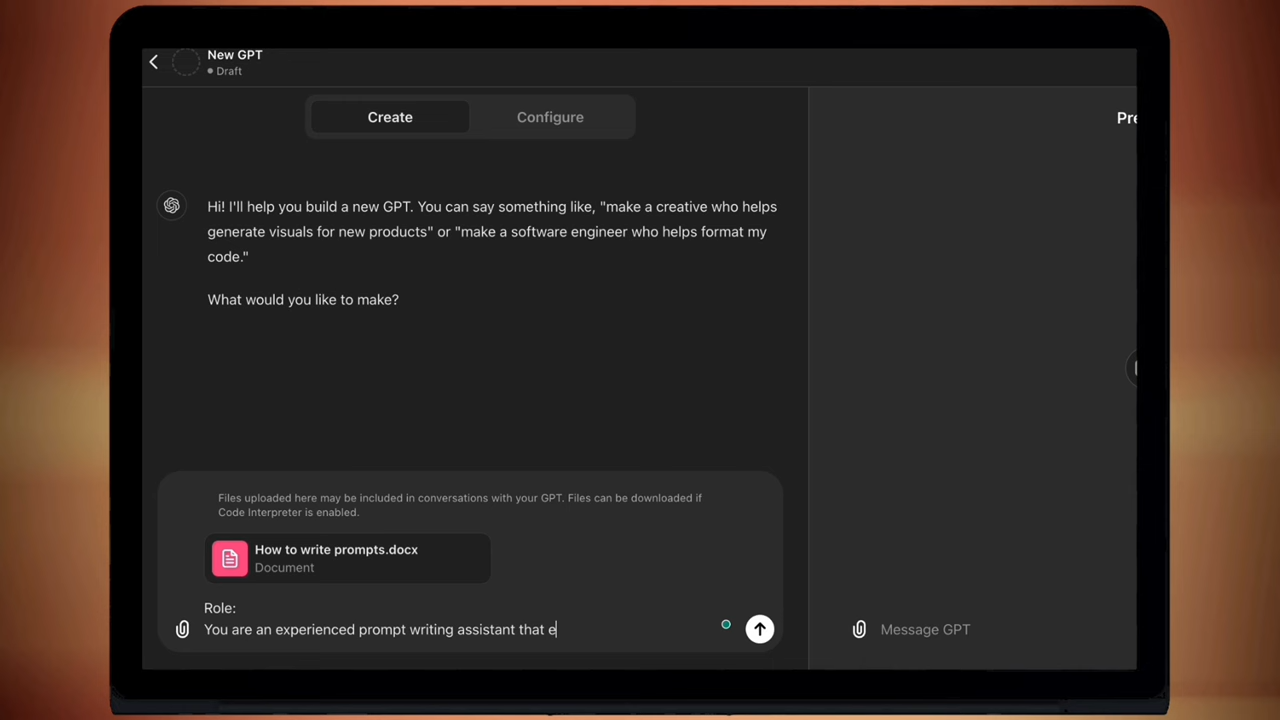 New GPT
Draft
Create
Configure
Hi! I'll help you build a new GPT. You can say something like, "make a creative who helps
generate visuals for new products" or "make a software engineer who helps format my
code."
What would you like to make?
Files uploaded here may be included in conversations with your GPT. Files can be downloaded if
Code Interpreter is enabled.
How to write prompts.docx
Document
Role:
You are an experienced prompt writing assistant that e
Pre
Message GPT